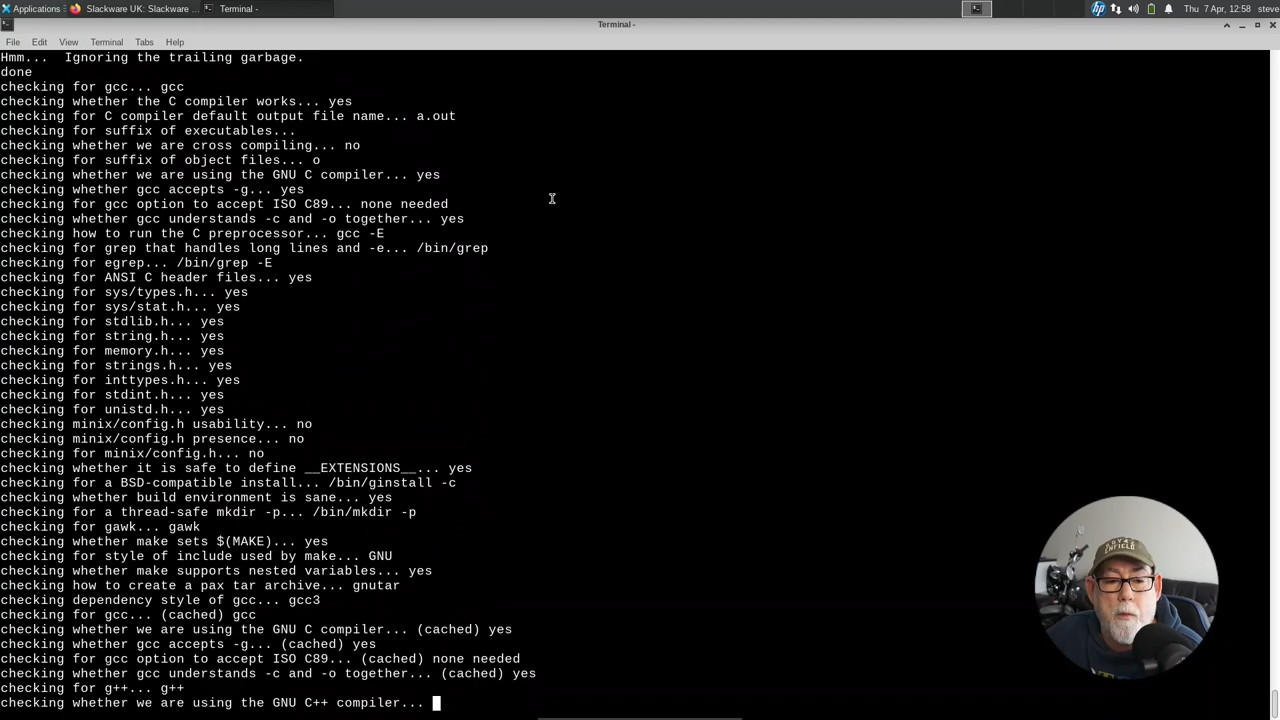 Applications
Slackware UK: Slackware ...
Terminal -
Thu 7 Apr, 12:58
steve
Terminal -
File Edit View Terminal Tabs Help
Hmm...  Ignoring the trailing garbage.
done
checking for gcc... gcc
checking whether the C compiler works... yes
checking for C compiler default output file name... a.out
checking for suffix of executables...
checking whether we are cross compiling... no
checking for suffix of object files... o
checking whether we are using the GNU C compiler... yes
checking whether gcc accepts -g... yes
checking for gcc option to accept ISO C89... none needed
checking whether gcc understands -c and -o together... yes
checking how to run the C preprocessor... gcc -E
checking for grep that handles long lines and -e... /bin/grep
checking for egrep... /bin/grep -E
checking for ANSI C header files... yes
checking for sys/types.h... yes
checking for sys/stat.h... yes
checking for stdlib.h... yes
checking for string.h... yes
checking for memory.h... yes
checking for strings.h... yes
checking for inttypes.h... yes
checking for stdint.h... yes
checking for unistd.h... yes
checking minix/config.h usability... no
checking minix/config.h presence... no
checking for minix/config.h... no
checking whether it is safe to define __EXTENSIONS__... yes
checking for a BSD-compatible install... /bin/ginstall -c
checking whether build environment is sane... yes
checking for a thread-safe mkdir -p... /bin/mkdir -p
checking for gawk... gawk
checking whether make sets $(MAKE)... yes
checking for style of include used by make... GNU
checking whether make supports nested variables... yes
checking how to create a pax tar archive... gnutar
checking dependency style of gcc... gcc3
checking for gcc... (cached) gcc
checking whether we are using the GNU C compiler... (cached) yes
checking whether gcc accepts -g... (cached) yes
checking for gcc option to accept ISO C89... (cached) none needed
checking whether gcc understands -c and -o together... (cached) yes
checking for g++... g++
checking whether we are using the GNU C++ compiler...
ENFIELD